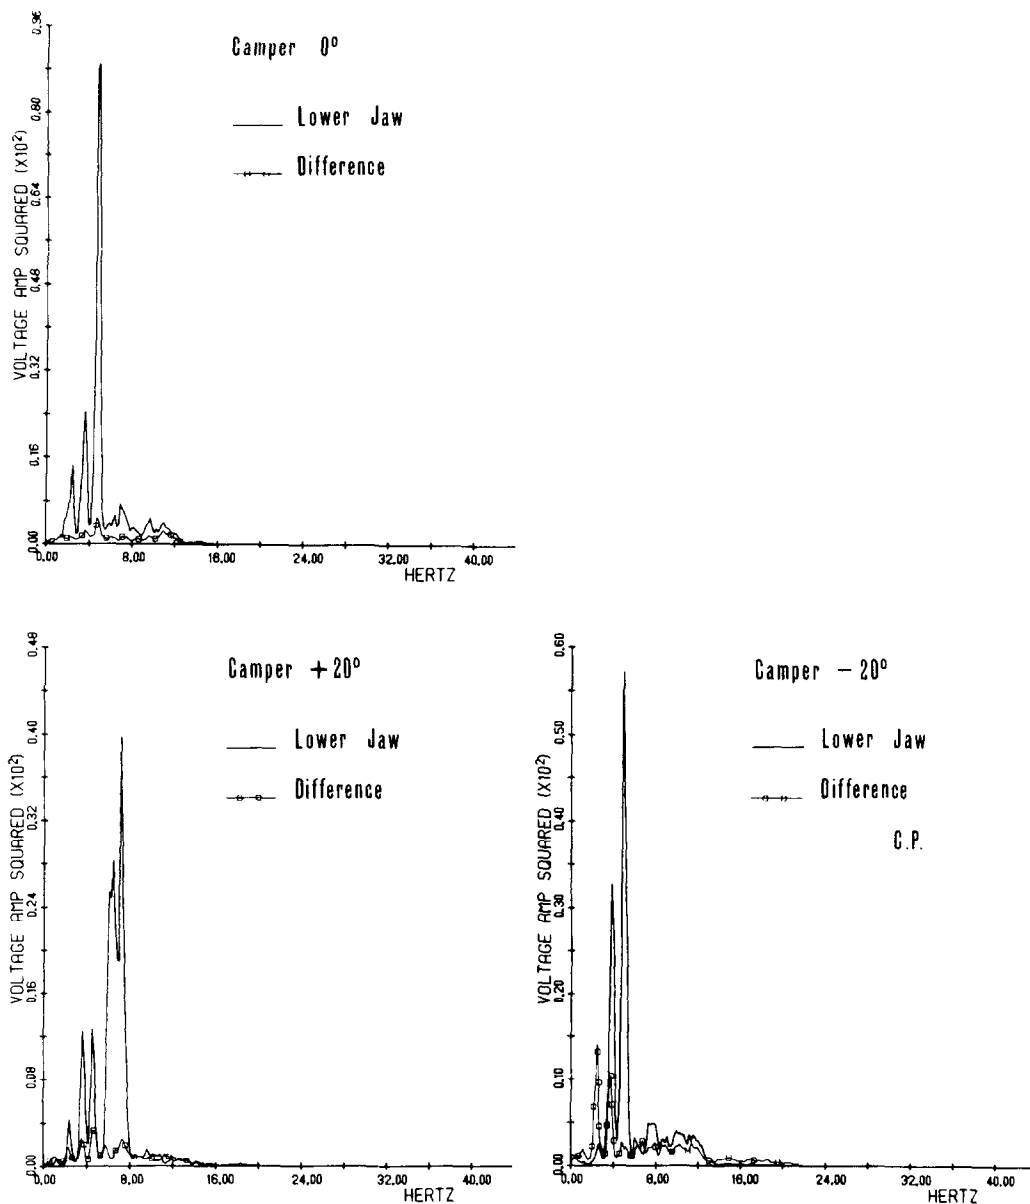 Camper 0º
Lower Jaw
Difference
VOLTAGE AMP SQUARED (X10²)
0.96
0.80
0.64
0.48
0.32
0.16
0.00
0.00 8.00 16.00 24.00 32.00 40.00
HERTZ
Camper +20º
Lower Jaw
Difference
VOLTAGE AMP SQUARED (X10²)
0.48
0.40
0.32
0.24
0.16
0.08
0.00
0.00 8.00 16.00 24.00 32.00 40.00
HERTZ
Camper −20º
Lower Jaw
Difference
C.P.
VOLTAGE AMP SQUARED (X10²)
0.60
0.50
0.40
0.30
0.20
0.10
0.00
0.00 8.00 16.00 24.00 32.00 40.00
HERTZ